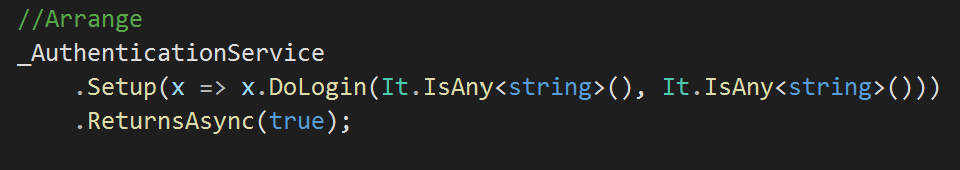 //Arrange
_AuthenticationService
    .Setup(x => x.DoLogin(It.IsAny<string>(), It.IsAny<string>()))
    .ReturnsAsync(true);